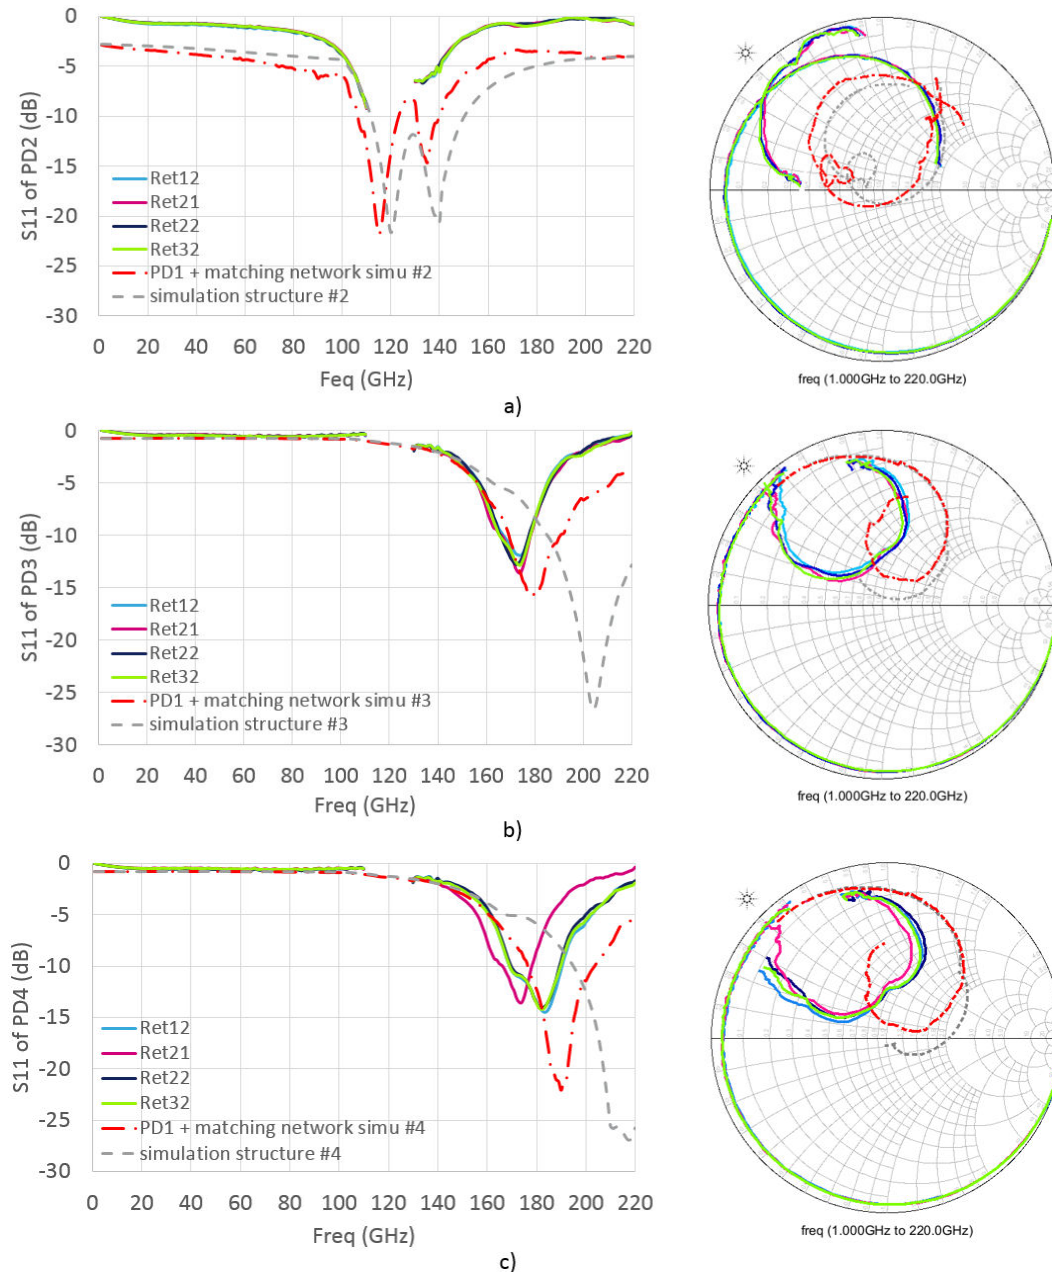 S11 of PD2 (dB)
0
-5
-10
-15
-20
-25
-30
Ret12
Ret21
Ret22
Ret32
PD1 + matching network simu #2
simulation structure #2
0 20 40 60 80 100 120 140 160 180 200 220
Feq (GHz)
freq (1.000GHz to 220.0GHz)
a)
S11 of PD3 (dB)
0
-5
-10
-15
-20
-25
-30
Ret12
Ret21
Ret22
Ret32
PD1 + matching network simu #3
simulation structure #3
0 20 40 60 80 100 120 140 160 180 200 220
Freq (GHz)
freq (1.000GHz to 220.0GHz)
b)
S11 of PD4 (dB)
0
-5
-10
-15
-20
-25
-30
Ret12
Ret21
Ret22
Ret32
PD1 + matching network simu #4
simulation structure #4
0 20 40 60 80 100 120 140 160 180 200 220
Freq (GHz)
freq (1.000GHz to 220.0GHz)
c)